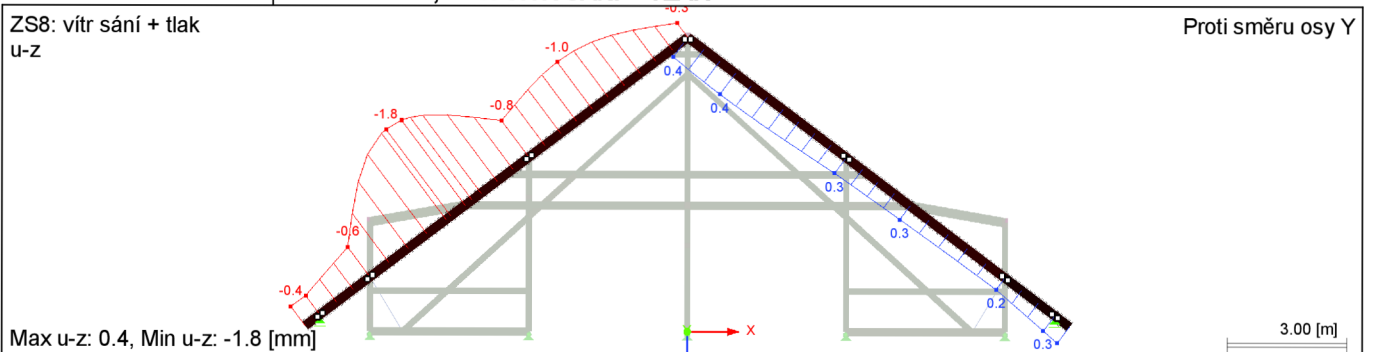 ZS8: vítr sání + tlak
u-z
Proti směru osy Y
-0.3
-1.0
0.4
-0.8
0.4
-1.8
0.3
-0.6
0.3
-0.4
0.2
X
0.3
Max u-z: 0.4, Min u-z: -1.8 [mm]
3.00 [m]